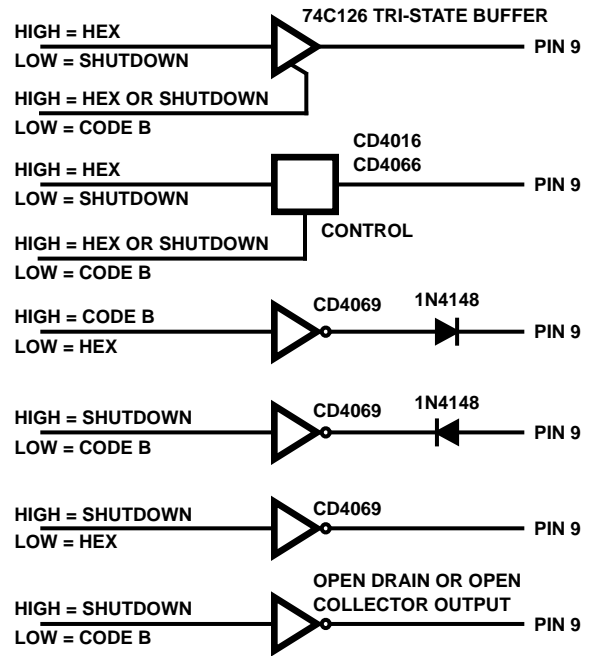 74C126 TRI-STATE BUFFER
HIGH = HEX
LOW = SHUTDOWN
PIN 9
HIGH = HEX OR SHUTDOWN
LOW = CODE B
CD4016
CD4066
HIGH = HEX
LOW = SHUTDOWN
PIN 9
CONTROL
HIGH = HEX OR SHUTDOWN
LOW = CODE B
CD4069
1N4148
HIGH = CODE B
LOW = HEX
PIN 9
CD4069
1N4148
HIGH = SHUTDOWN
LOW = CODE B
PIN 9
CD4069
HIGH = SHUTDOWN
LOW = HEX
PIN 9
OPEN DRAIN OR OPEN
COLLECTOR OUTPUT
HIGH = SHUTDOWN
LOW = CODE B
PIN 9